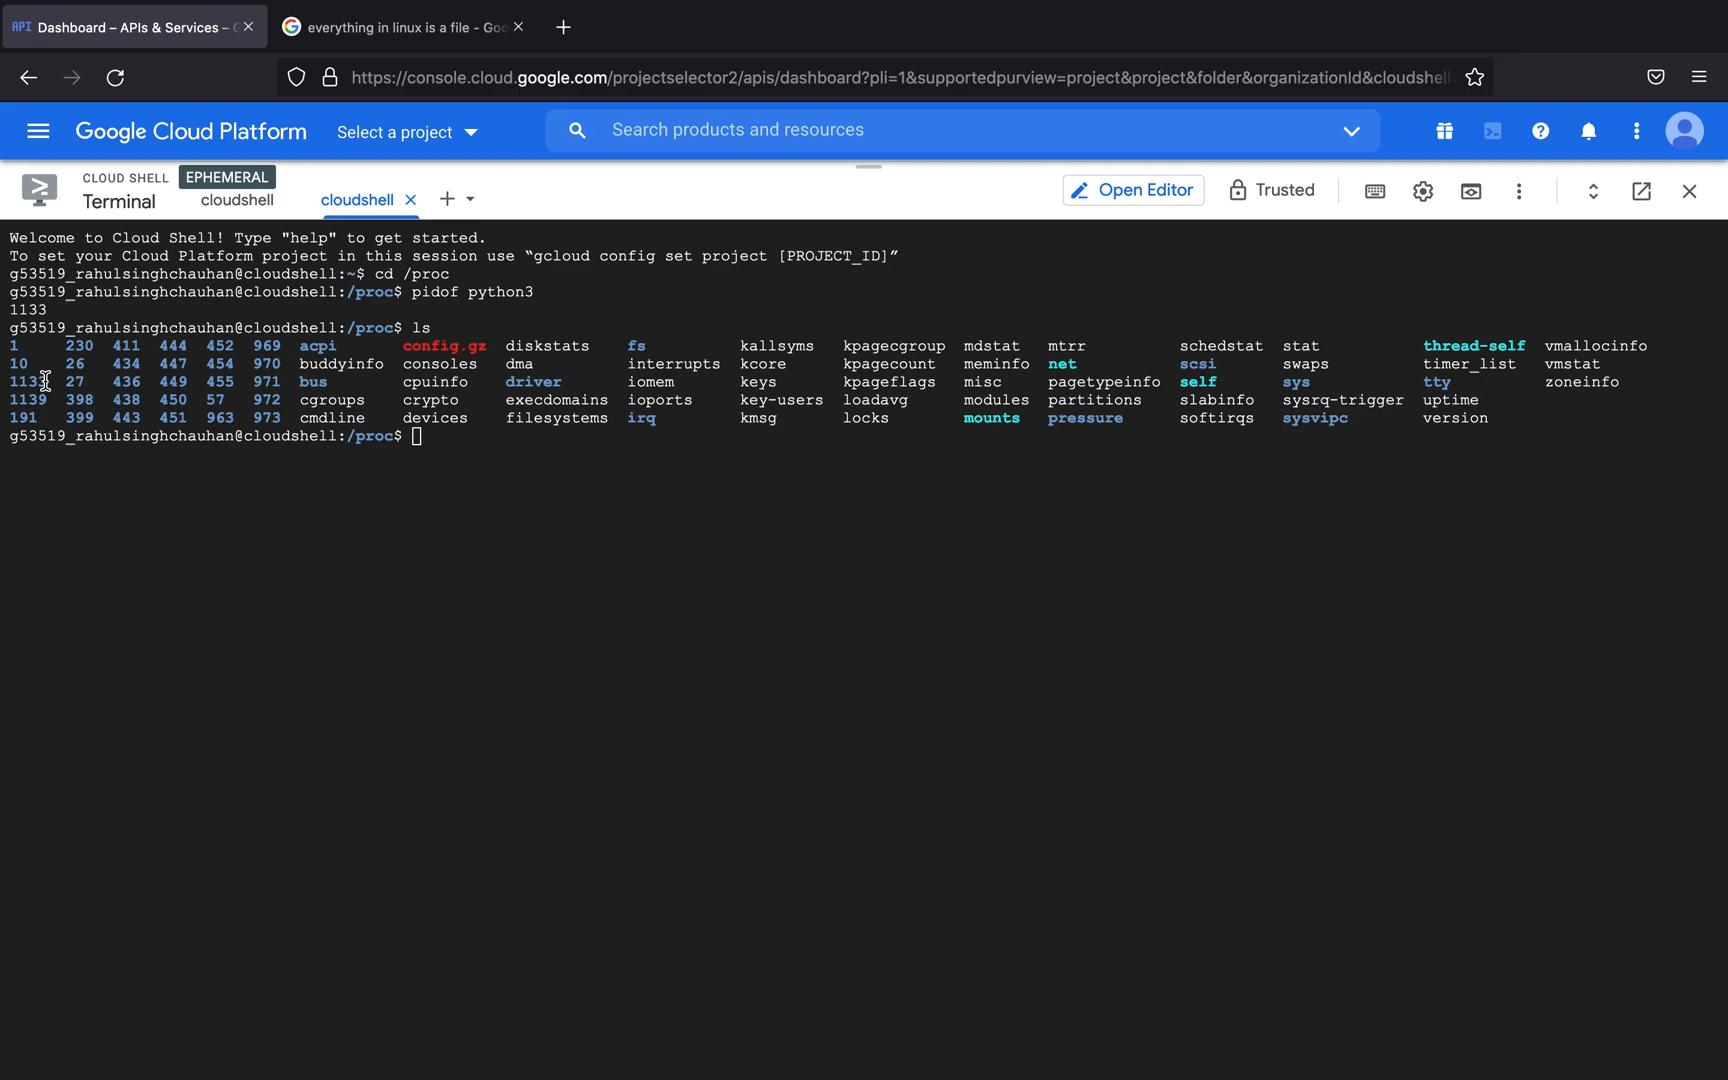 API Dashboard – APIs & Services – G
everything in linux is a file - Goo
https://console.cloud.google.com/projectselector2/apis/dashboard?pli=1&supportedpurview=project&project&folder&organizationId&cloudshell
Google Cloud Platform
Select a project
Search products and resources
CLOUD SHELL
Terminal
EPHEMERAL
cloudshell
cloudshell
Open Editor
Trusted
Welcome to Cloud Shell! Type "help" to get started.
To set your Cloud Platform project in this session use “gcloud config set project [PROJECT_ID]”
g53519_rahulsinghchauhan@cloudshell:~$ cd /proc
g53519_rahulsinghchauhan@cloudshell:/proc$ pidof python3
1133
g53519_rahulsinghchauhan@cloudshell:/proc$ ls
1 230 411 444 452 969 acpi config.gz diskstats fs kallsyms kpagecgroup mdstat mtrr schedstat stat thread-self vmallocinfo
10 26 434 447 454 970 buddyinfo consoles dma interrupts kcore kpagecount meminfo net scsi swaps timer_list vmstat
1133 27 436 449 455 971 bus cpuinfo driver iomem keys kpageflags misc pagetypeinfo self sys tty zoneinfo
1139 398 438 450 57 972 cgroups crypto execdomains ioports key-users loadavg modules partitions slabinfo sysrq-trigger uptime
191 399 443 451 963 973 cmdline devices filesystems irq kmsg locks mounts pressure softirqs sysvipc version
g53519_rahulsinghchauhan@cloudshell:/proc$